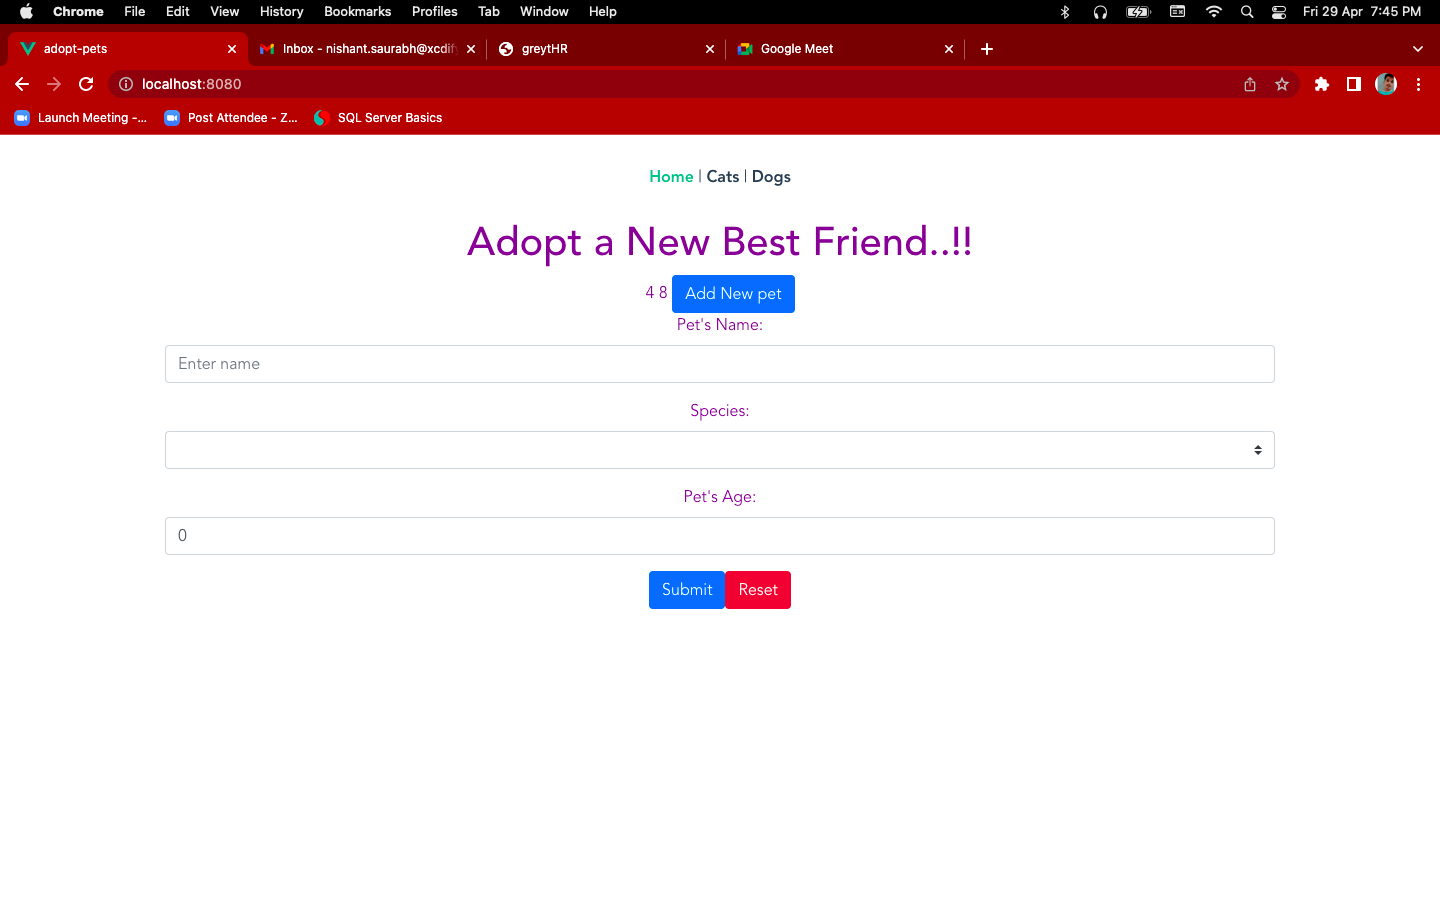 Chrome File Edit View History Bookmarks Profiles Tab Window Help Fri 29 Apr 7:45 PM
adopt-pets Inbox - nishant.saurabh@xcdify greytHR Google Meet
localhost:8080
Launch Meeting -... Post Attendee - Z... SQL Server Basics
Home | Cats | Dogs
Adopt a New Best Friend..!!
4 8 Add New pet
Pet's Name:
Enter name
Species:
Pet's Age:
0
Submit Reset